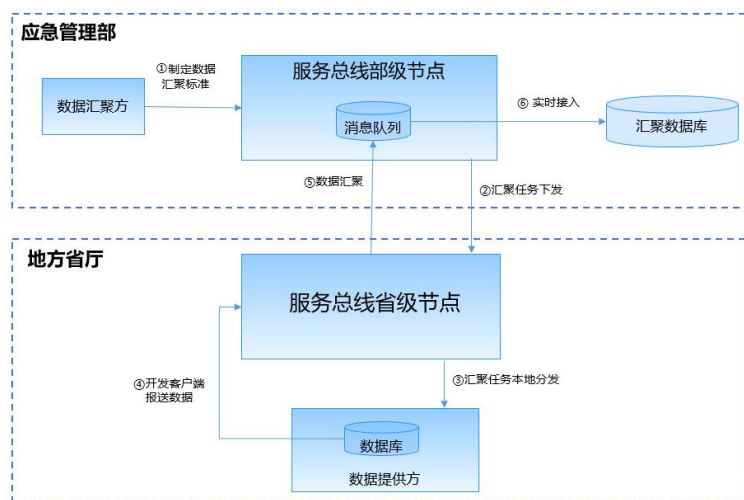 应急管理部
①制定数据
汇聚标准
数据汇聚方
服务总线部级节点
消息队列
⑥ 实时接入
汇聚数据库
⑤数据汇聚
②汇聚任务下发
地方省厅
服务总线省级节点
④开发客户端
报送数据
③汇聚任务本地分发
数据库
数据提供方